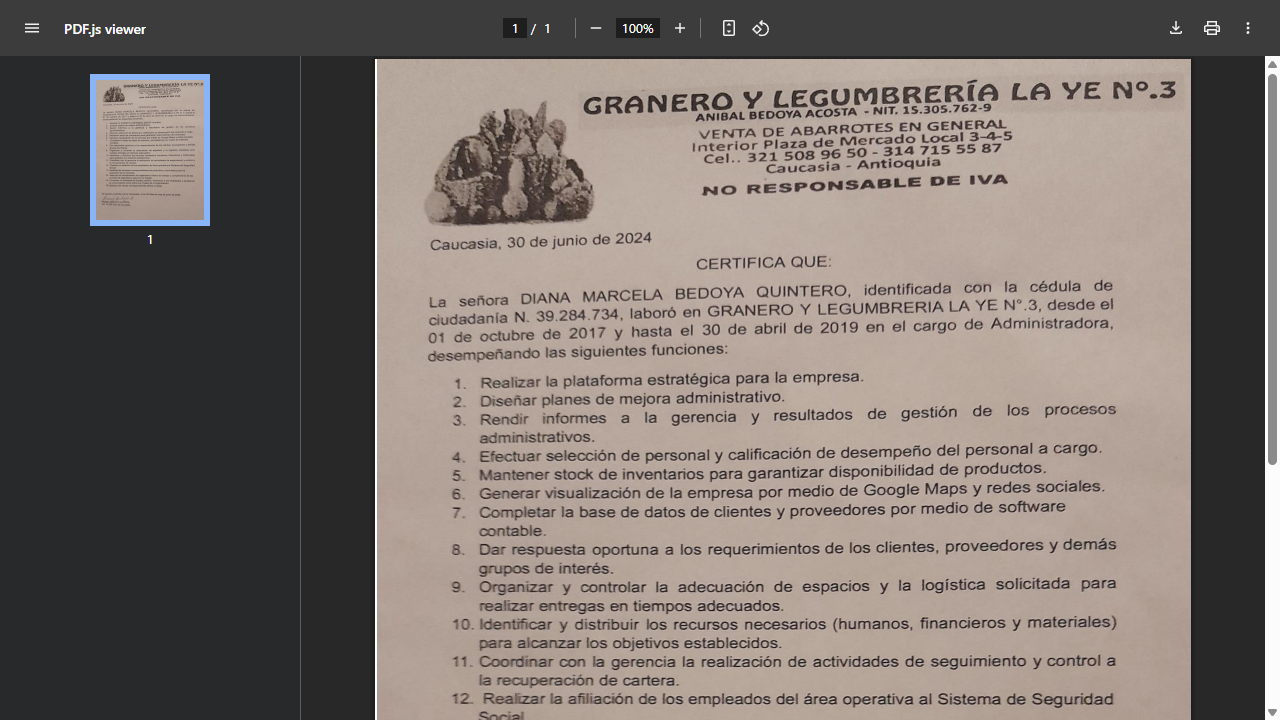 PDF.js viewer
1 / 1
100%
1
GRANERO Y LEGUMBRERÍA LA YE Nº.3
ANIBAL BEDOYA ACOSTA - NIT. 15.305.762-9
VENTA DE ABARROTES EN GENERAL
Interior Plaza de Mercado Local 3-4-5
Cel.. 321 508 96 50 - 314 715 55 87
Caucasia - Antioquia
NO RESPONSABLE DE IVA
Caucasia, 30 de junio de 2024
CERTIFICA QUE:
La señora DIANA MARCELA BEDOYA QUINTERO, identificada con la cédula de
ciudadanía N. 39.284.734, laboró en GRANERO Y LEGUMBRERIA LA YE N°.3, desde el
01 de octubre de 2017 y hasta el 30 de abril de 2019 en el cargo de Administradora,
desempeñando las siguientes funciones:
1. Realizar la plataforma estratégica para la empresa.
2. Diseñar planes de mejora administrativo.
3. Rendir informes a la gerencia y resultados de gestión de los procesos
administrativos.
4. Efectuar selección de personal y calificación de desempeño del personal a cargo.
5. Mantener stock de inventarios para garantizar disponibilidad de productos.
6. Generar visualización de la empresa por medio de Google Maps y redes sociales.
7. Completar la base de datos de clientes y proveedores por medio de software
contable.
8. Dar respuesta oportuna a los requerimientos de los clientes, proveedores y demás
grupos de interés.
9. Organizar y controlar la adecuación de espacios y la logística solicitada para
realizar entregas en tiempos adecuados.
10. Identificar y distribuir los recursos necesarios (humanos, financieros y materiales)
para alcanzar los objetivos establecidos.
11. Coordinar con la gerencia la realización de actividades de seguimiento y control a
la recuperación de cartera.
12. Realizar la afiliación de los empleados del área operativa al Sistema de Seguridad
Social